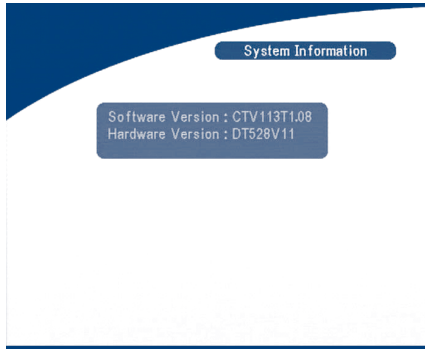 System Information
Software Version : CTV113T1.08
Hardware Version : DT528V11